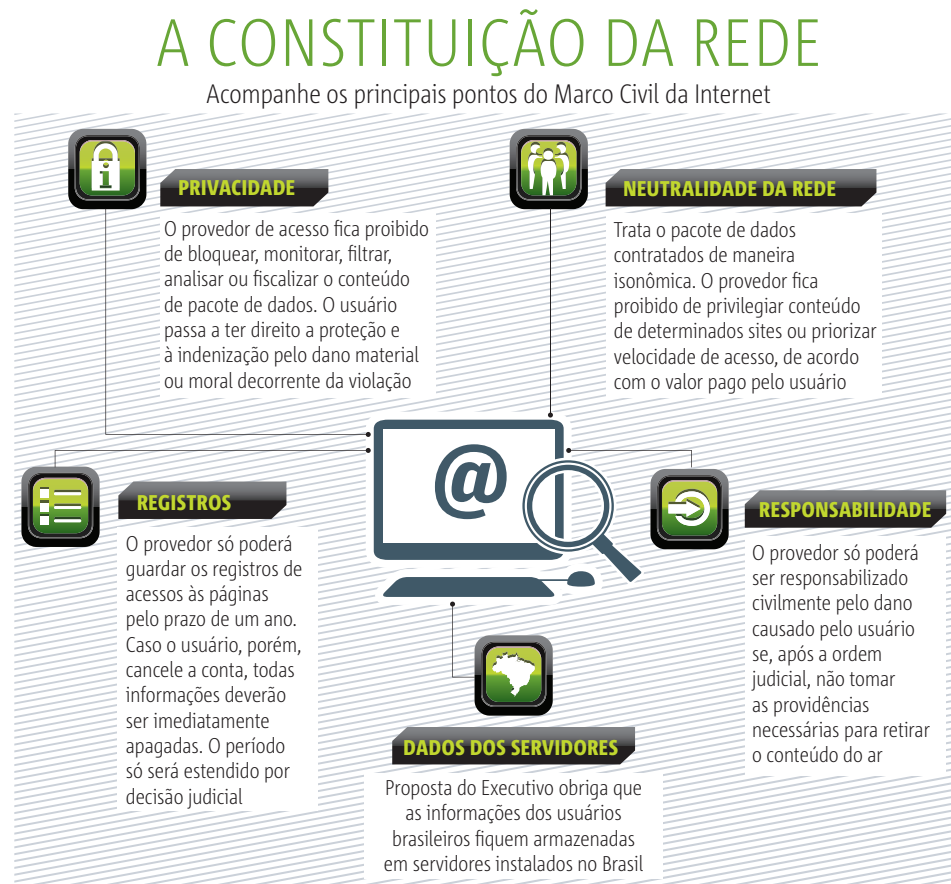 A CONSTITUIÇÃO DA REDE
Acompanhe os principais pontos do Marco Civil da Internet
PRIVACIDADE
O provedor de acesso fica proibido
de bloquear, monitorar, filtrar,
analisar ou fiscalizar o conteúdo
de pacote de dados. O usuário
passa a ter direito a proteção e
à indenização pelo dano material
ou moral decorrente da violação
NEUTRALIDADE DA REDE
Trata o pacote de dados
contratados de maneira
isonômica. O provedor fica
proibido de privilegiar conteúdo
de determinados sites ou priorizar
velocidade de acesso, de acordo
com o valor pago pelo usuário
@
REGISTROS
O provedor só poderá
guardar os registros de
acessos às páginas
pelo prazo de um ano.
Caso o usuário, porém,
cancele a conta, todas
informações deverão
ser imediatamente
apagadas. O período
só será estendido por
decisão judicial
RESPONSABILIDADE
O provedor só poderá
ser responsabilizado
civilmente pelo dano
causado pelo usuário
se, após a ordem
judicial, não tomar
as providências
necessárias para retirar
o conteúdo do ar
DADOS DOS SERVIDORES
Proposta do Executivo obriga que
as informações dos usuários
brasileiros fiquem armazenadas
em servidores instalados no Brasil